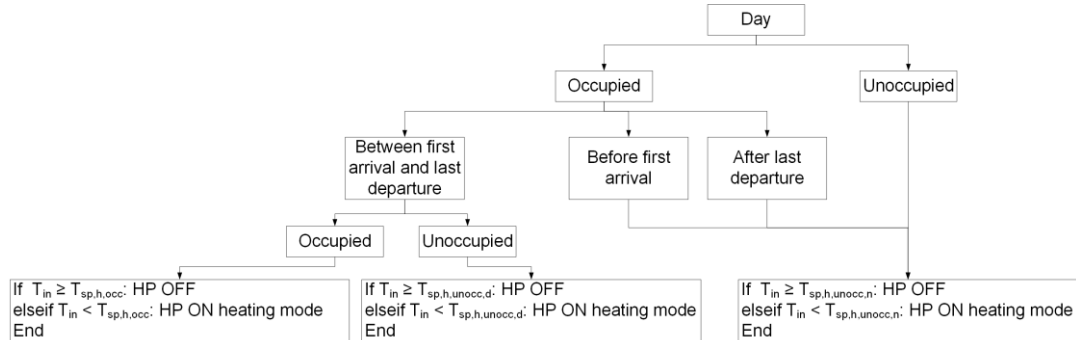 Day
Occupied
Unoccupied
Between first
arrival and last
departure
Before first
arrival
After last
departure
Occupied
Unoccupied
If T_in ≥ T_sp,h,occ: HP OFF
elseif T_in < T_sp,h,occ: HP ON heating mode
End
If T_in ≥ T_sp,h,unocc,d: HP OFF
elseif T_in < T_sp,h,unocc,d: HP ON heating mode
End
If T_in ≥ T_sp,h,unocc,n: HP OFF
elseif T_in < T_sp,h,unocc,n: HP ON heating mode
End